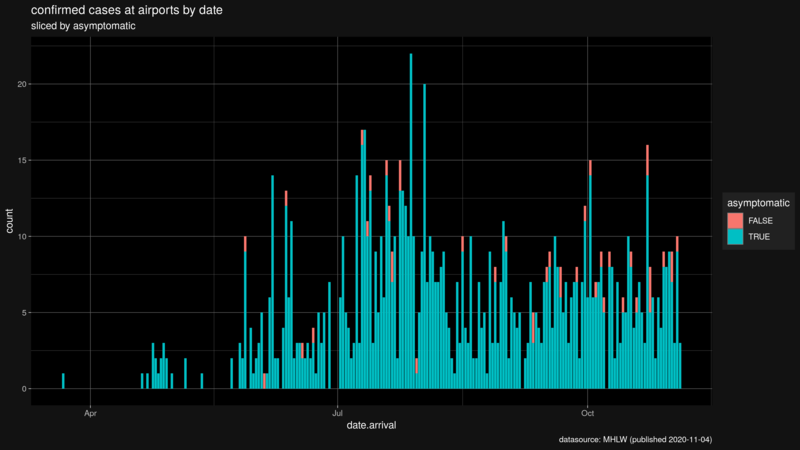 confirmed cases at airports by date
sliced by asymptomatic
20
15
10
5
0
count
Apr
Jul
Oct
date.arrival
asymptomatic
FALSE
TRUE
datasource: MHLW (published 2020-11-04)